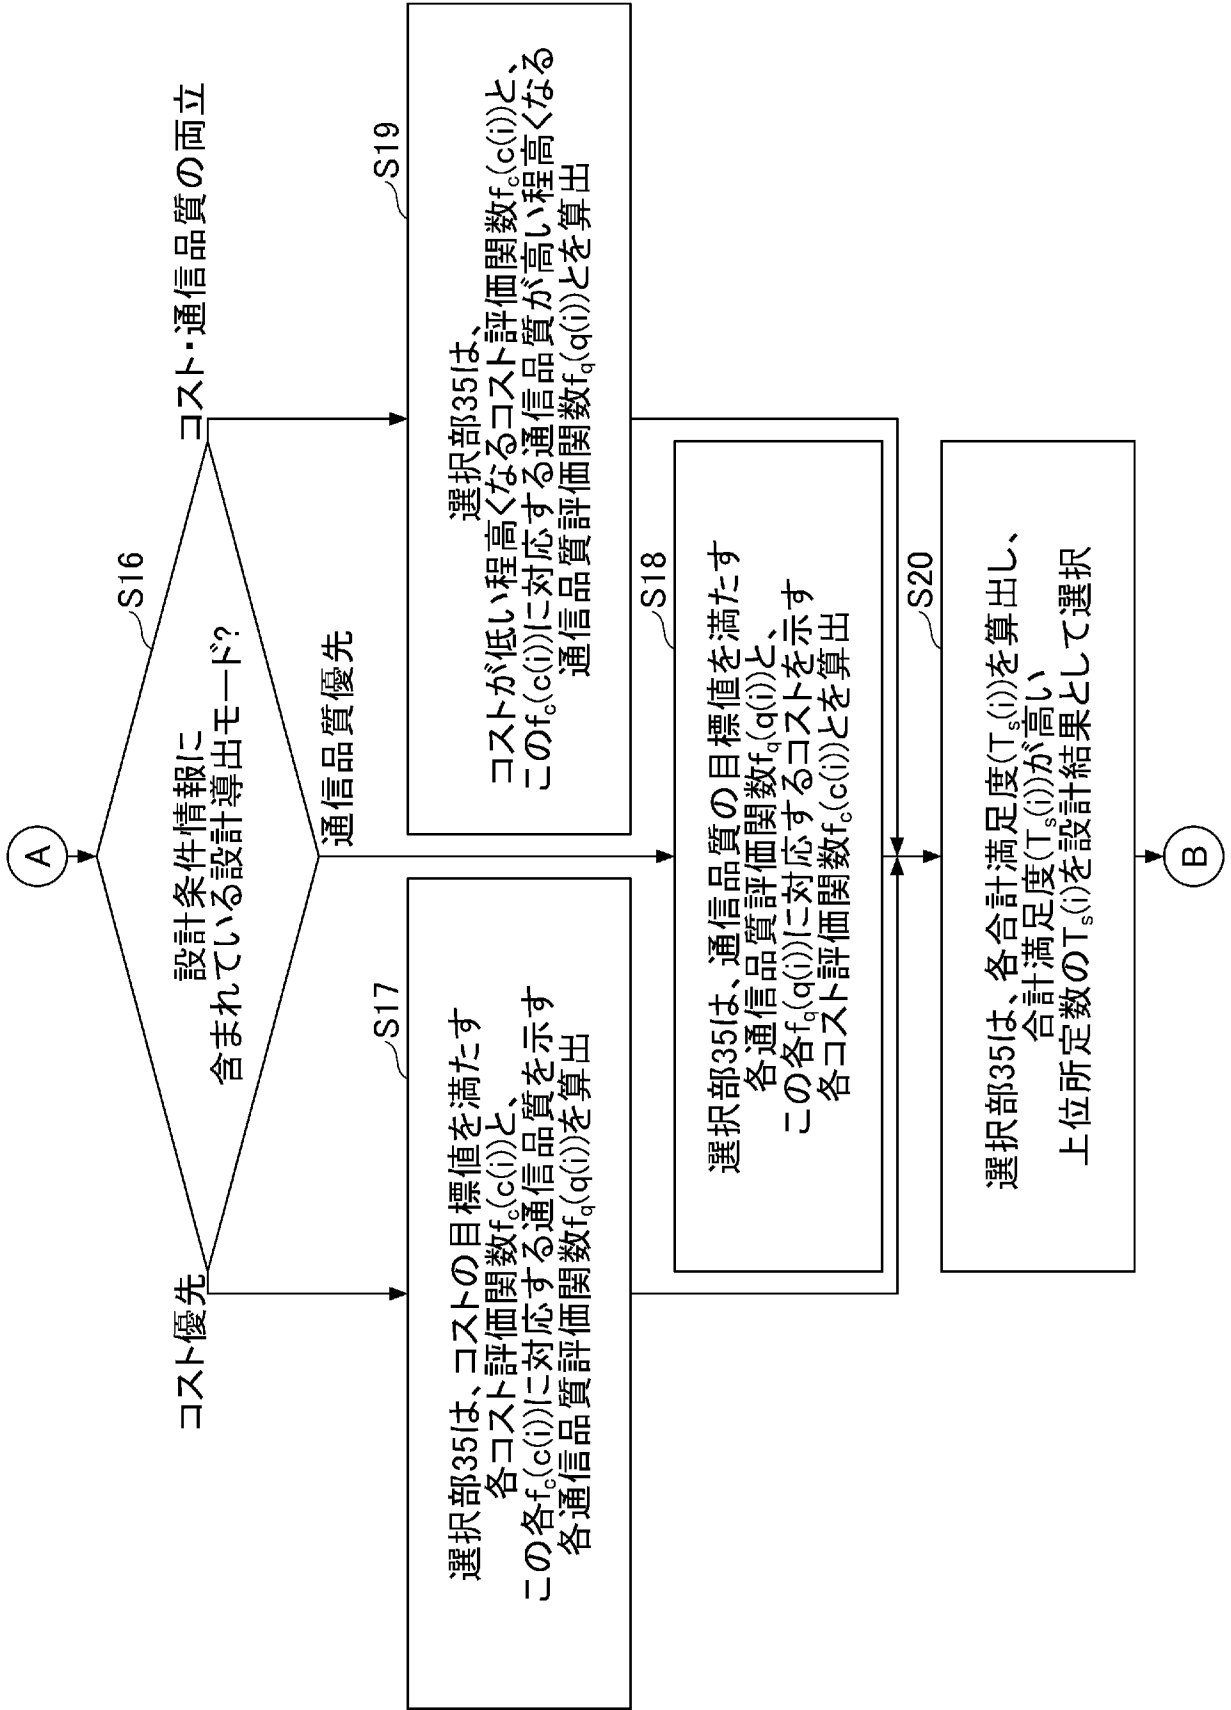 A
S16
設計条件情報に
含まれている設計導出モード?
コスト優先
通信品質優先
コスト・通信品質の両立
S17
選択部35は、コストの目標値を満たす
各コスト評価関数fc(c(i))と、
この各fc(c(i))に対応する通信品質を示す
各通信品質評価関数fq(q(i))を算出
S18
選択部35は、通信品質の目標値を満たす
各通信品質評価関数fq(q(i))と、
この各fq(q(i))に対応するコストを示す
各コスト評価関数fc(c(i))とを算出
S19
選択部35は、
コストが低い程高くなるコスト評価関数fc(c(i))と、
このfc(c(i))に対応する通信品質が高い程高くなる
通信品質評価関数fq(q(i))とを算出
S20
選択部35は、各合計満足度(Ts(i))を算出し、
合計満足度(Ts(i))が高い
上位所定数のTs(i)を設計結果として選択
B